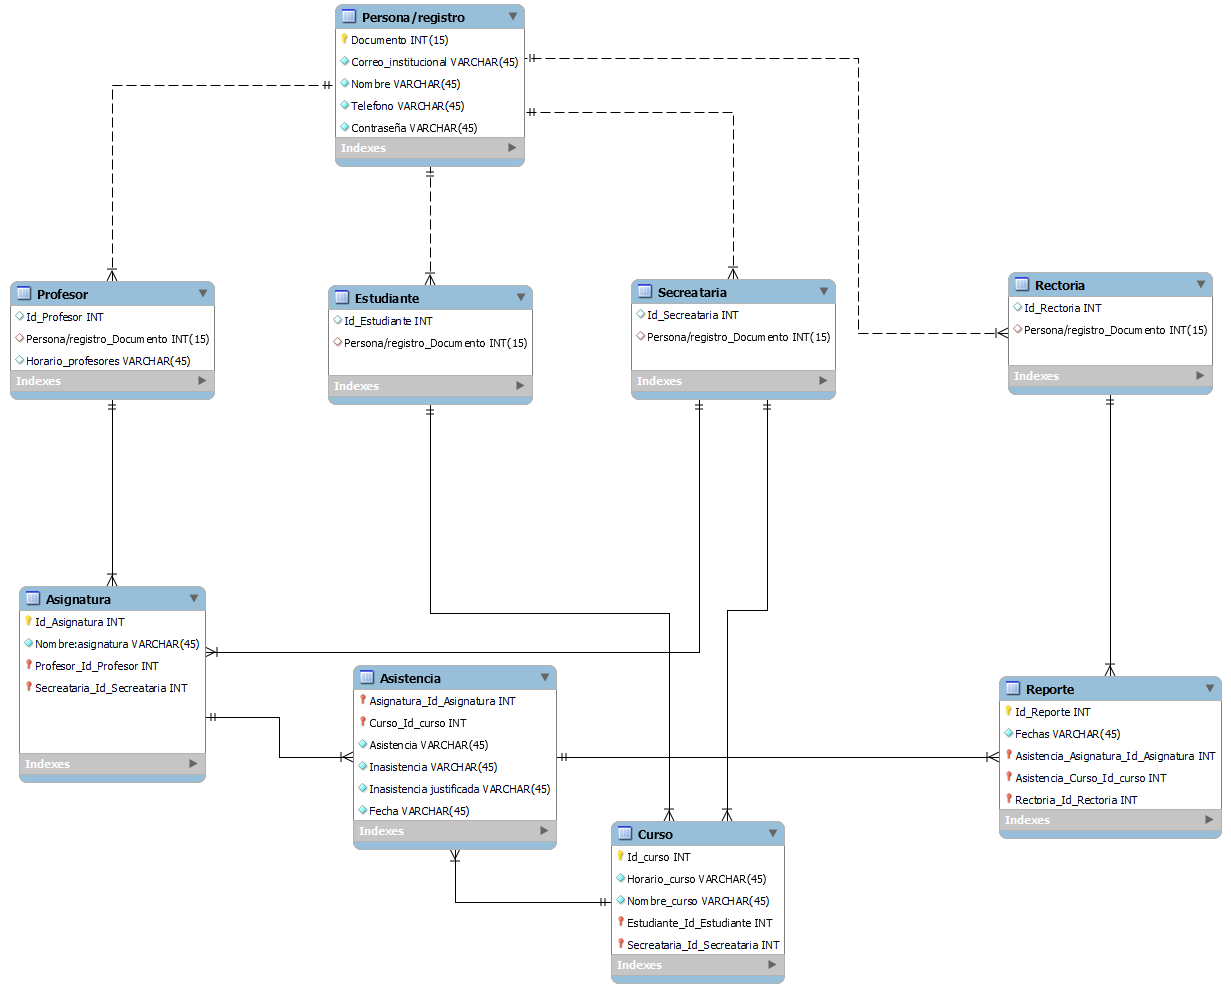 Persona/registro
Documento INT(15)
Correo_institucional VARCHAR(45)
Nombre VARCHAR(45)
Telefono VARCHAR(45)
Contraseña VARCHAR(45)
Indexes
Profesor
Id_Profesor INT
Persona/registro_Documento INT(15)
Horario_profesores VARCHAR(45)
Indexes
Estudiante
Id_Estudiante INT
Persona/registro_Documento INT(15)
Indexes
Secreataria
Id_Secreataria INT
Persona/registro_Documento INT(15)
Indexes
Rectoria
Id_Rectoria INT
Persona/registro_Documento INT(15)
Indexes
Asignatura
Id_Asignatura INT
Nombre:asignatura VARCHAR(45)
Profesor_Id_Profesor INT
Secreataria_Id_Secreataria INT
Indexes
Asistencia
Asignatura_Id_Asignatura INT
Curso_Id_curso INT
Asistencia VARCHAR(45)
Inasistencia VARCHAR(45)
Inasistencia justificada VARCHAR(45)
Fecha VARCHAR(45)
Indexes
Reporte
Id_Reporte INT
Fechas VARCHAR(45)
Asistencia_Asignatura_Id_Asignatura INT
Asistencia_Curso_Id_curso INT
Rectoria_Id_Rectoria INT
Indexes
Curso
Id_curso INT
Horario_curso VARCHAR(45)
Nombre_curso VARCHAR(45)
Estudiante_Id_Estudiante INT
Secreataria_Id_Secreataria INT
Indexes